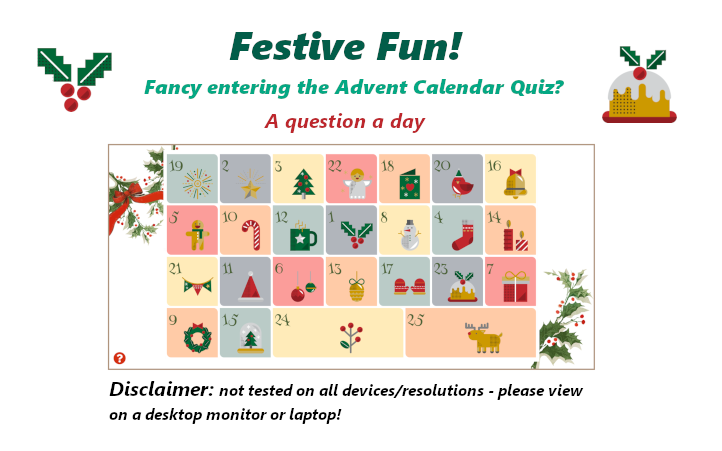 Festive Fun!
Fancy entering the Advent Calendar Quiz?
A question a day
19 2 3 22 18 20 16
5 10 12 1 8 4 14
21 11 6 13 17 23 7
9 15 24 25
?
Disclaimer: not tested on all devices/resolutions - please view
on a desktop monitor or laptop!